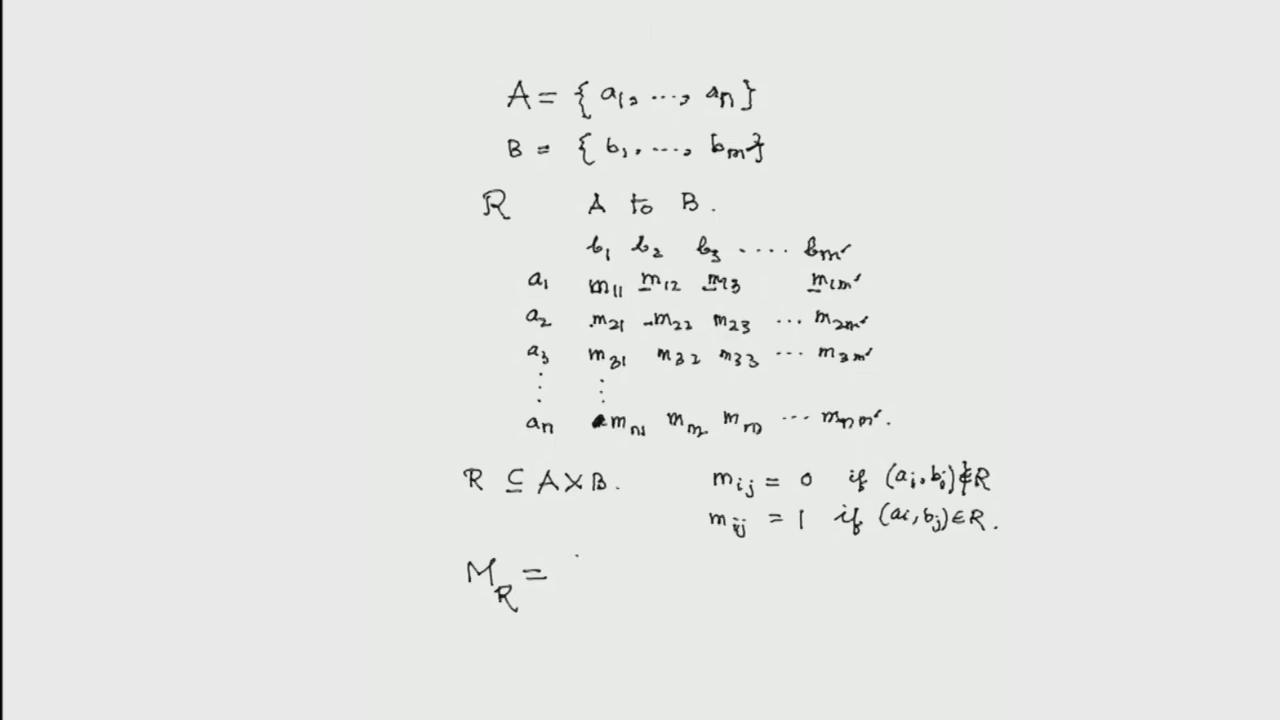 A = { a1, ..., an }
B = { b1, ..., bm }
R A to B.
b1 b2 b3 .... bm
a1 m11 m12 m13 m1m
a2 m21 m22 m23 ... m2m
a3 m31 m32 m33 ... m3m
⋮ ⋮
an mn1 mn2 mn3 ... mnm.
R ⊆ A×B. mij = 0 if (ai, bj) ∉ R
mij = 1 if (ai, bj) ∈ R.
MR =